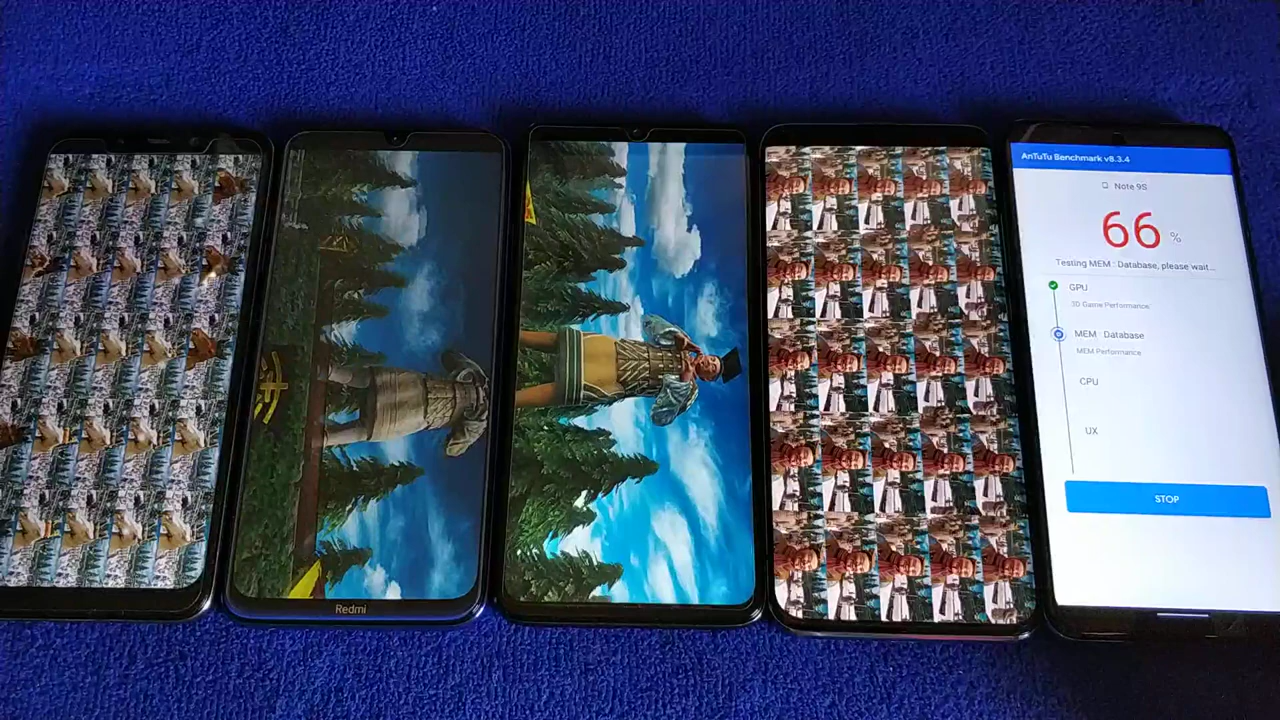 Redmi
AnTuTu Benchmark v8.3.4
Note 9S
66 %
Testing MEM : Database, please wait...
GPU
3D Game Performance
MEM : Database
MEM Performance
CPU
UX
STOP